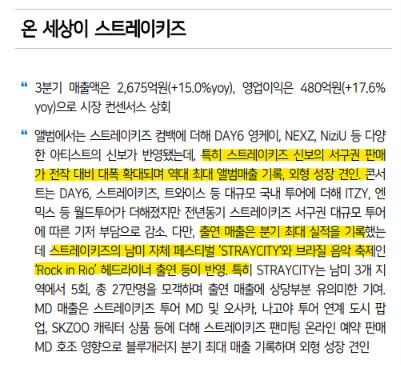 온 세상이 스트레이키즈
“ 3분기 매출액은 2,675억원(+15.0%yoy), 영업이익은 480억원(+17.6%
yoy)으로 시장 컨센서스 상회
“ 앨범에서는 스트레이키즈 컴백에 더해 DAY6 영케이, NEXZ, NiziU 등 다양
한 아티스트의 신보가 반영됐는데, 특히 스트레이키즈 신보의 서구권 판매
가 전작 대비 대폭 확대되며 역대 최대 앨범매출 기록, 외형 성장 견인. 콘서
트는 DAY6, 스트레이키즈, 트와이스 등 대규모 국내 투어에 더해 ITZY, 엔
믹스 등 월드투어가 더해졌지만 전년동기 스트레이키즈 서구권 대규모 투어
에 따른 기저 부담으로 감소. 다만, 출연 매출은 분기 최대 실적을 기록했는
데 스트레이키즈의 남미 자체 페스티벌 ‘STRAYCITY’와 브라질 음악 축제인
‘Rock in Rio’ 헤드라이너 출연 등이 반영. 특히 STRAYCITY는 남미 3개 지
역에서 5회, 총 27만명을 모객하며 출연 매출에 상당부분 유의미한 기여.
MD 매출은 스트레이키즈 투어 MD 및 오사카, 나고야 투어 연계 도시 팝
업, SKZOO 캐릭터 상품 등에 더해 스트레이키즈 팬미팅 온라인 예약 판매
MD 호조 영향으로 블루개러지 분기 최대 매출 기록하며 외형 성장 견인